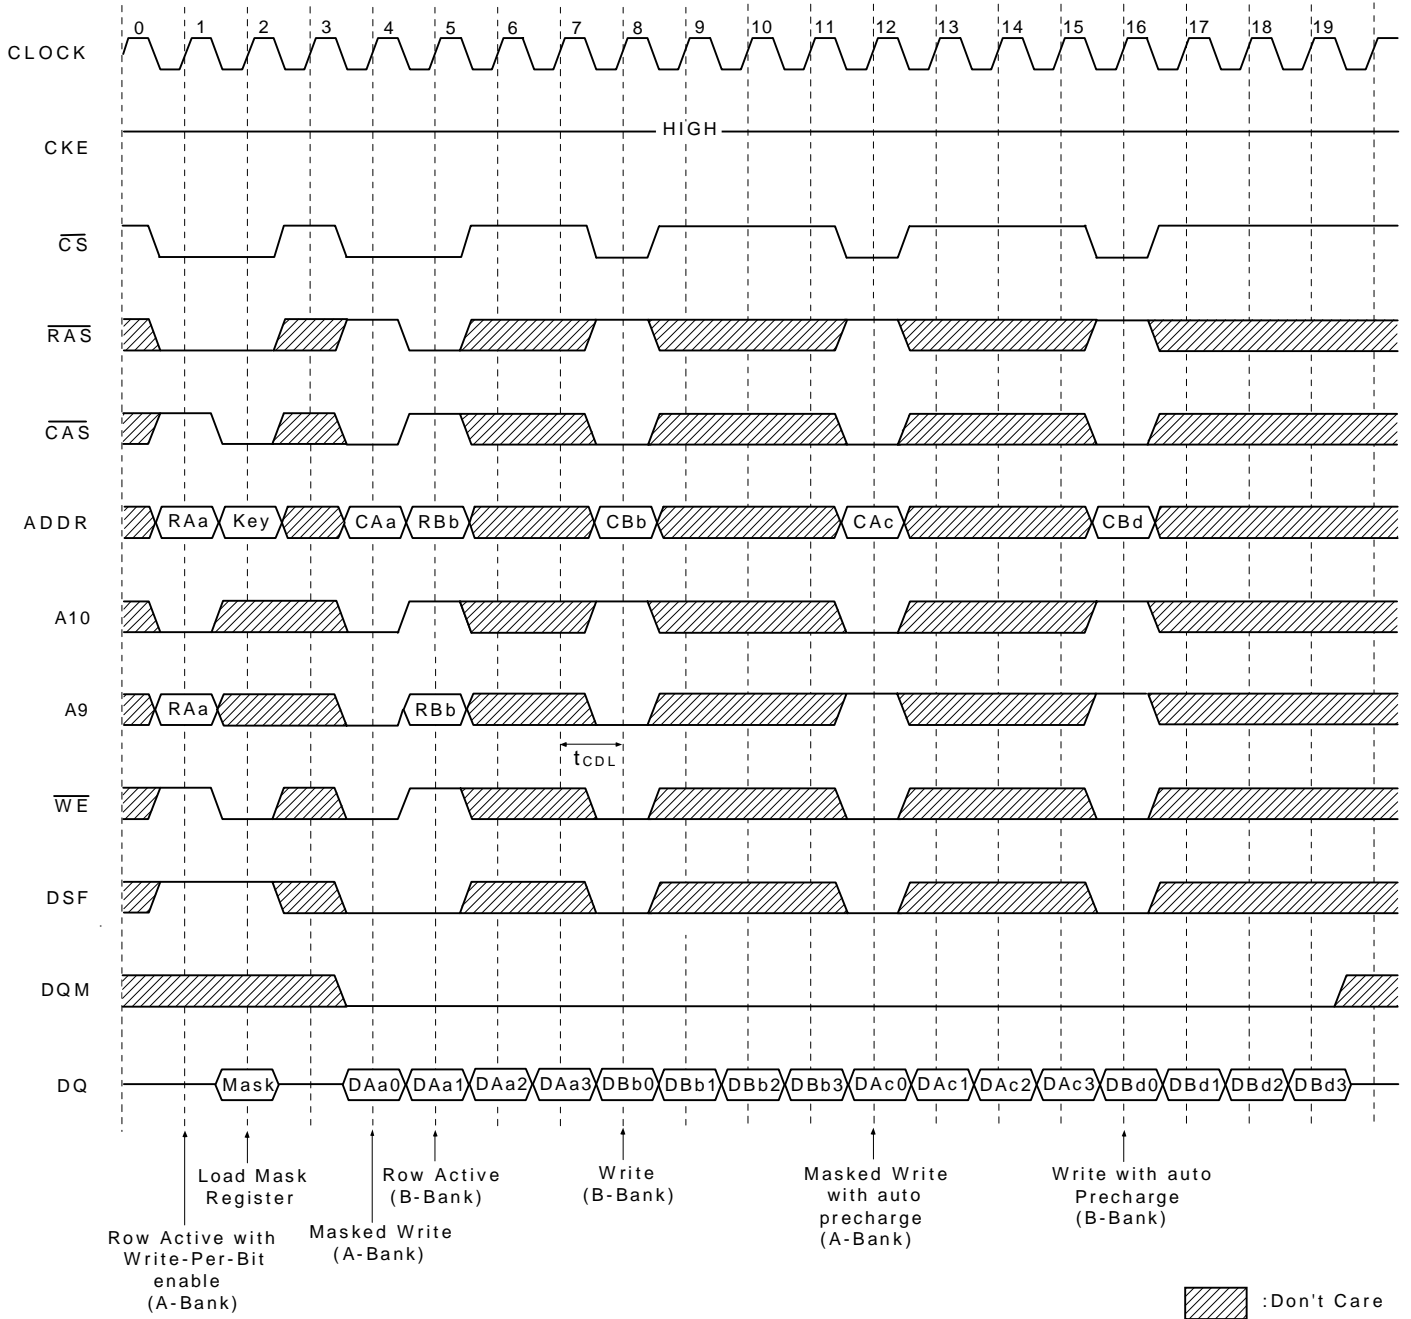 0 1 2 3 4 5 6 7 8 9 10 11 12 13 14 15 16 17 18 19
CLOCK
HIGH
CKE
CS
RAS
CAS
ADDR RAa Key CAa RBb CBb CAc CBd
A10
A9 RAa RBb
tCDL
WE
DSF
DQM
DQ Mask DAa0 DAa1 DAa2 DAa3 DBb0 DBb1 DBb2 DBb3 DAc0 DAc1 DAc2 DAc3 DBd0 DBd1 DBd2 DBd3
Row Active with
Write-Per-Bit
enable
(A-Bank)
Load Mask
Register
Masked Write
(A-Bank)
Row Active
(B-Bank)
Write
(B-Bank)
Masked Write
with auto
precharge
(A-Bank)
Write with auto
Precharge
(B-Bank)
:Don't Care